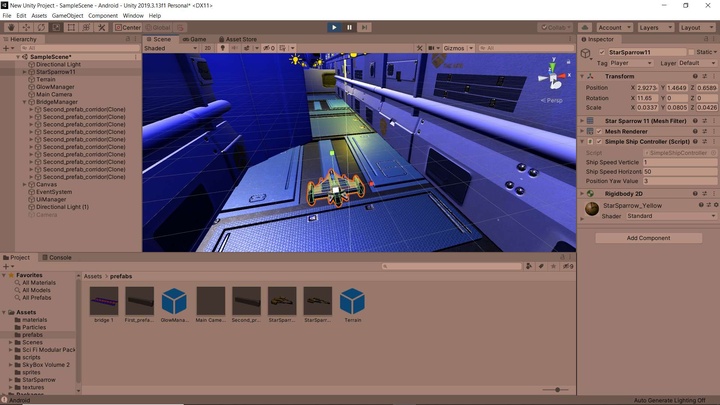 New Unity Project - SampleScene - Android - Unity 2019.3.13f1 Personal* <DX11>
File Edit Assets GameObject Component Window Help
Center Global Collab Account Layers Layout
Hierarchy Scene Game Asset Store Inspector
All Shaded 2D 0 Gizmos All
SampleScene*
Directional Light
StarSparrow11
Terrain
GlowManager
Main Camera
BridgeManager
Second_prefab_corridor(Clone)
Second_prefab_corridor(Clone)
Second_prefab_corridor(Clone)
Second_prefab_corridor(Clone)
Second_prefab_corridor(Clone)
Second_prefab_corridor(Clone)
Second_prefab_corridor(Clone)
Second_prefab_corridor(Clone)
Second_prefab_corridor(Clone)
Second_prefab_corridor(Clone)
Canvas
EventSystem
UIManager
Directional Light (1)
Camera
y
x
Persp
StarSparrow11 Static
Tag Player Layer Default
Transform
Position X 2.9273 Y 1.4649 Z 0.6589
Rotation X 11.65 Y 0 Z 0
Scale X 0.0337 Y 0.0805 Z 0.0426
Star Sparrow 11 (Mesh Filter)
Mesh Renderer
Simple Ship Controller (Script)
Script SimpleShipController
Ship Speed Verticle 1
Ship Speed Horizont 50
Position Yaw Value 3
Rigidbody 2D
StarSparrow_Yellow
Shader Standard
Add Component
Project Console
9
Favorites
All Materials
All Models
All Prefabs
Assets
materials
Particles
prefabs
Scenes
Sci Fi Modular Pack
scripts
SkyBox Volume 2
sprites
StarSparrow
textures
Packages
Assets > prefabs
bridge 1 First_prefa... GlowMana... Main Came... Second_pr... StarSparr... StarSparr... Terrain
Android Auto Generate Lighting Off